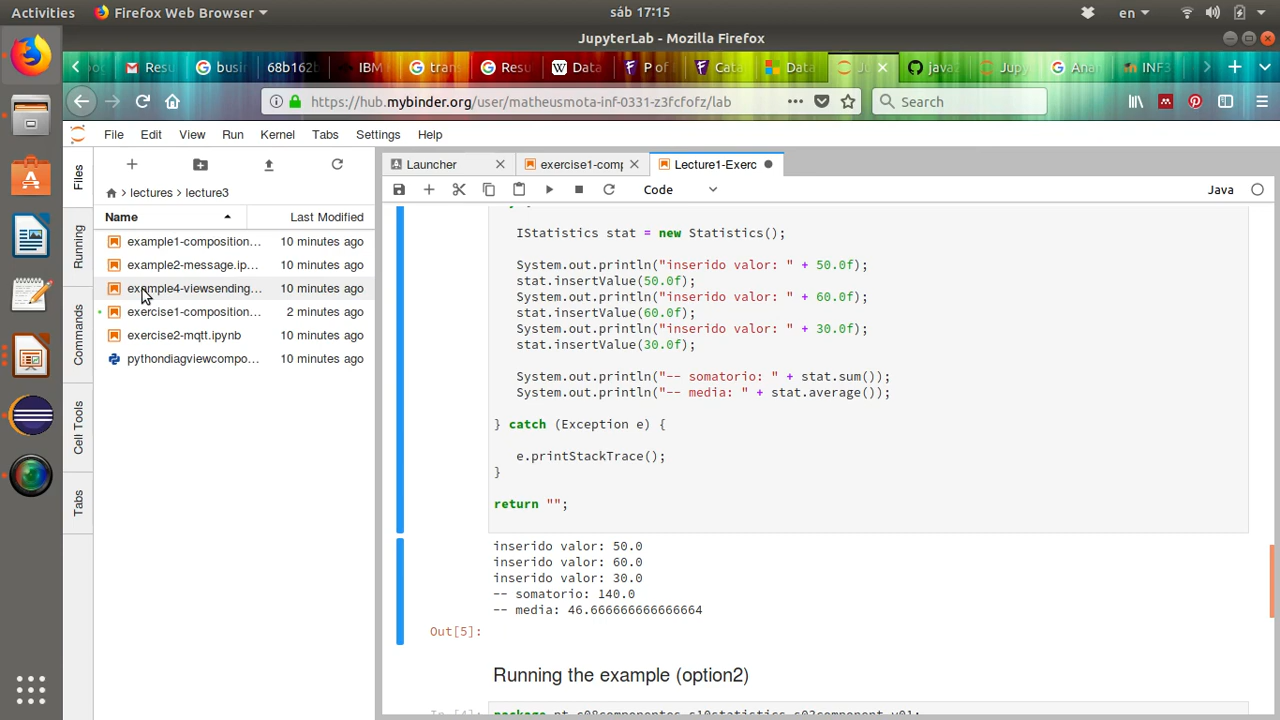 Activities Firefox Web Browser sáb 17:15 en
JupyterLab - Mozilla Firefox
Resu busin 68b162b IBM trans Resu Data P of Cata Data java2 Jupy Anar INF3
https://hub.mybinder.org/user/matheusmota-inf-0331-z3fcfofz/lab Search
File Edit View Run Kernel Tabs Settings Help
Files
Running
Commands
Cell Tools
Tabs
lectures > lecture3
Name Last Modified
example1-composition... 10 minutes ago
example2-message.ip... 10 minutes ago
example4-viewsending... 10 minutes ago
exercise1-composition... 2 minutes ago
exercise2-mqtt.ipynb 10 minutes ago
pythondiagviewcompo... 10 minutes ago
Launcher exercise1-comp Lecture1-Exerc
Code Java
IStatistics stat = new Statistics();
System.out.println("inserido valor: " + 50.0f);
stat.insertValue(50.0f);
System.out.println("inserido valor: " + 60.0f);
stat.insertValue(60.0f);
System.out.println("inserido valor: " + 30.0f);
stat.insertValue(30.0f);
System.out.println("-- somatorio: " + stat.sum());
System.out.println("-- media: " + stat.average());
} catch (Exception e) {
e.printStackTrace();
}
return "";
inserido valor: 50.0
inserido valor: 60.0
inserido valor: 30.0
-- somatorio: 140.0
-- media: 46.666666666666664
Out[5]:
Running the example (option2)